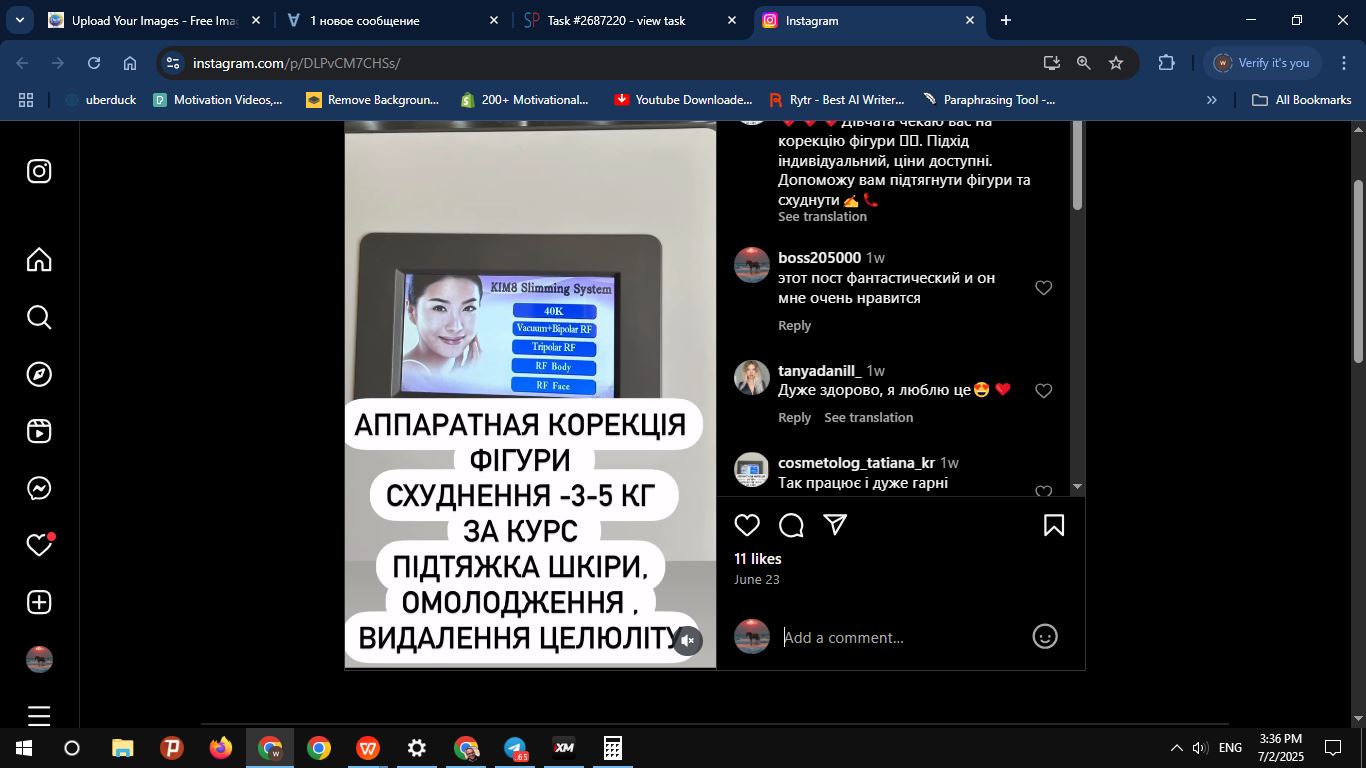 Upload Your Images - Free Imag
1 новое сообщение
Task #2687220 - view task
Instagram
instagram.com/p/DLPvCM7CHSs/
Verify it's you
uberduck
Motivation Videos,...
Remove Backgroun...
200+ Motivational...
Youtube Downloade...
Rytr - Best AI Writer...
Paraphrasing Tool -...
All Bookmarks
KIM8 Slimming System
40K
Vacuum+Bipolar RF
Tripolar RF
RF Body
RF Face
АППАРАТНАЯ КОРЕКЦІЯ
ФІГУРИ
СХУДНЕННЯ -3-5 КГ
ЗА КУРС
ПІДТЯЖКА ШКІРИ,
ОМОЛОДЖЕННЯ ,
ВИДАЛЕННЯ ЦЕЛЮЛІТУ
❤️❤️❤️Дівчата чекаю вас на
корекцію фігури. Підхід
індивідуальний, ціни доступні.
Допоможу вам підтягнути фігури та
схуднути ✍️📞
See translation
boss205000 1w
этот пост фантастический и он
мне очень нравится
Reply
tanyadanill_ 1w
Дуже здорово, я люблю це😍 ❤️
Reply See translation
cosmetolog_tatiana_kr 1w
Так працює і дуже гарні
11 likes
June 23
Add a comment...
65
XM
ENG
3:36 PM
7/2/2025